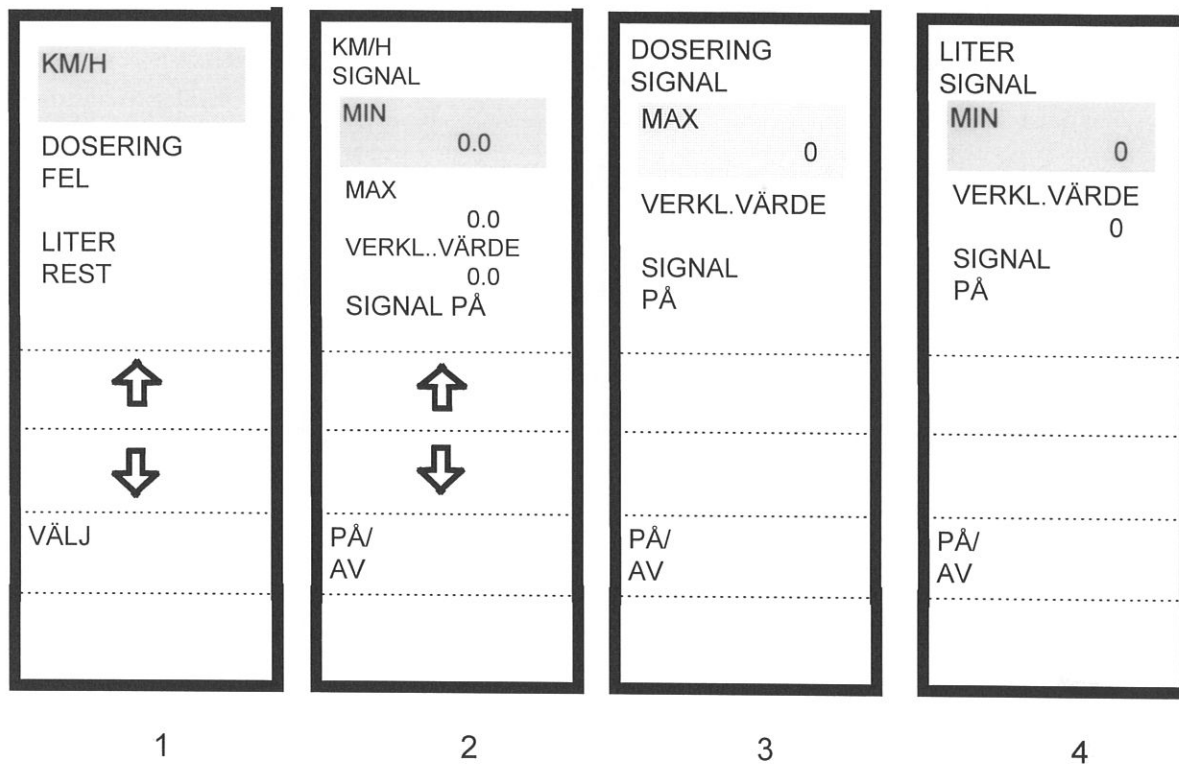 KM/H
DOSERING
FEL
LITER
REST
VÄLJ
KM/H
SIGNAL
MIN
0.0
MAX
0.0
VERKL..VÄRDE
0.0
SIGNAL PÅ
PÅ/
AV
DOSERING
SIGNAL
MAX
0
VERKL.VÄRDE
SIGNAL
PÅ
PÅ/
AV
LITER
SIGNAL
MIN
0
VERKL.VÄRDE
0
SIGNAL
PÅ
PÅ/
AV
1
2
3
4